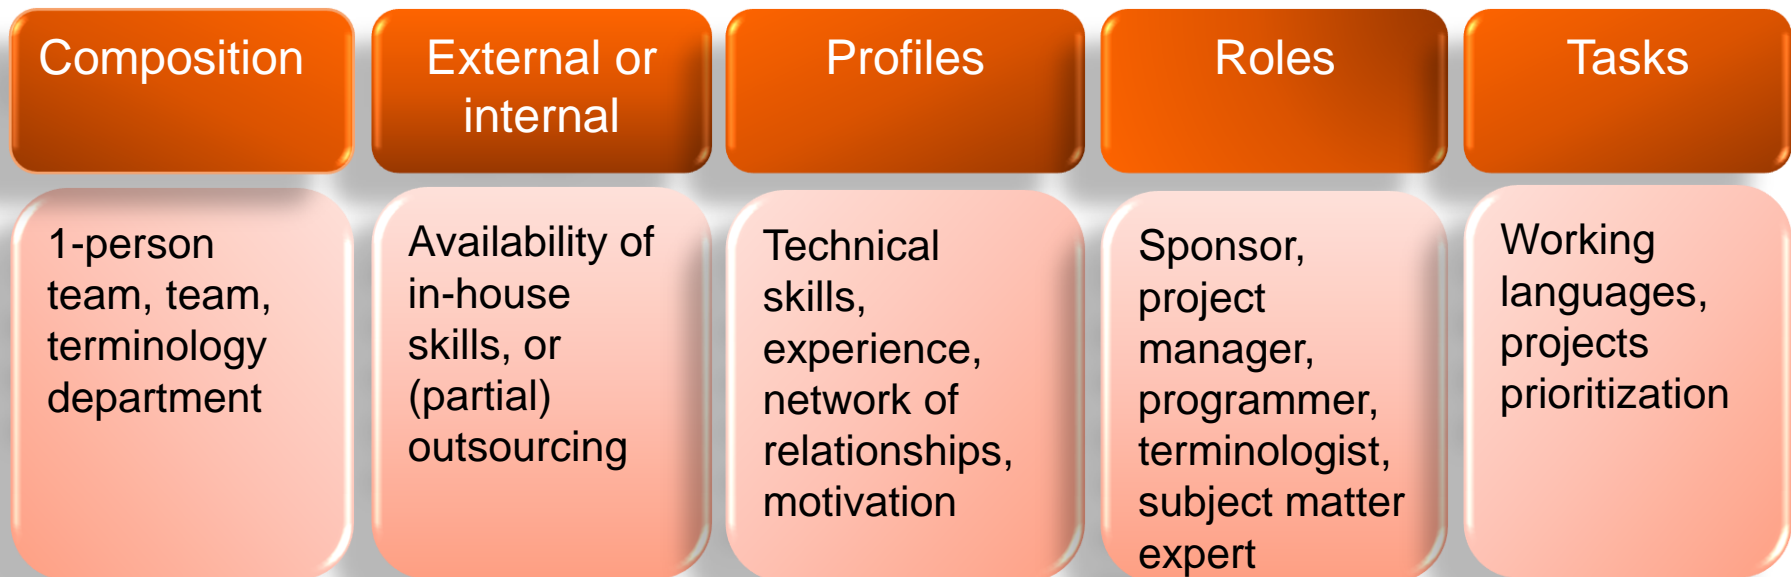 Composition
1-person
team, team,
terminology
department
External or
internal
Availability of
in-house
skills, or
(partial)
outsourcing
Profiles
Technical
skills,
experience,
network of
relationships,
motivation
Roles
Sponsor,
project
manager,
programmer,
terminologist,
subject matter
expert
Tasks
Working
languages,
projects
prioritization